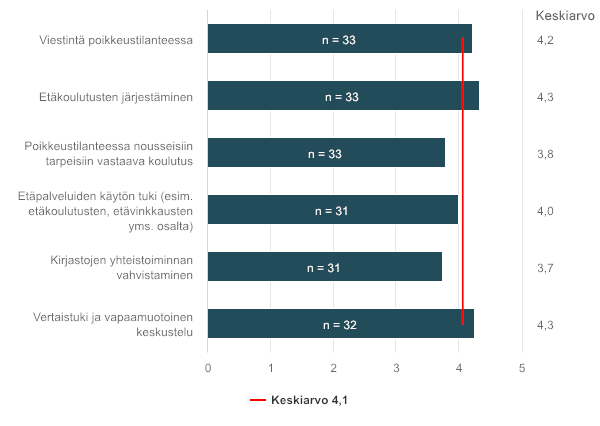 Keskiarvo
Viestintä poikkeustilanteessa
n = 33
4,2
Etäkoulutusten järjestäminen
n = 33
4,3
Poikkeustilanteessa nousseisiin
tarpeisiin vastaava koulutus
n = 33
3,8
Etäpalveluiden käytön tuki (esim.
etäkoulutusten, etävinkkausten
yms. osalta)
n = 31
4,0
Kirjastojen yhteistoiminnan
vahvistaminen
n = 31
3,7
Vertaistuki ja vapaamuotoinen
keskustelu
n = 32
4,3
0 1 2 3 4 5
Keskiarvo 4,1